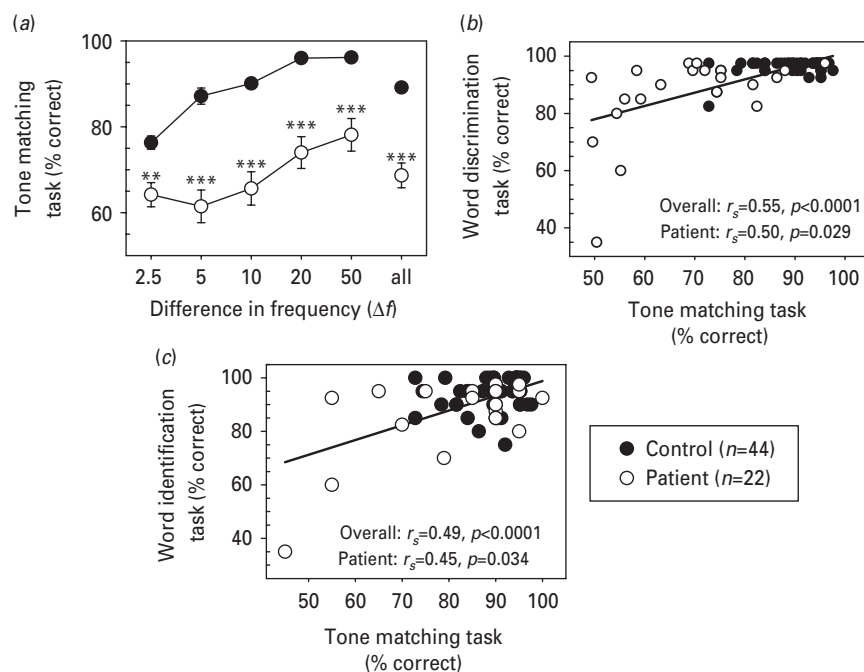 (a)
Tone matching
task (% correct)
100
80
60
**
***
***
***
***
***
2.5 5 10 20 50 all
Difference in frequency (Δf)
(b)
Word discrimination
task (% correct)
100
80
60
40
Overall: rs=0.55, p<0.0001
Patient: rs=0.50, p=0.029
50 60 70 80 90 100
Tone matching task
(% correct)
(c)
Word identification
task (% correct)
100
80
60
40
Overall: rs=0.49, p<0.0001
Patient: rs=0.45, p=0.034
50 60 70 80 90 100
Tone matching task
(% correct)
Control (n=44)
Patient (n=22)